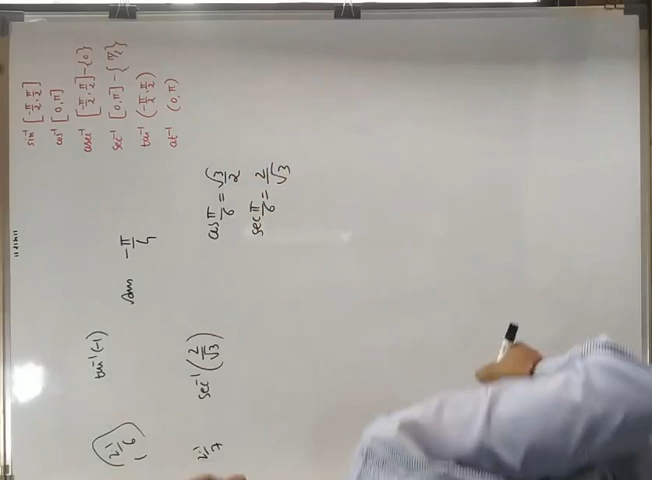 sin⁻¹ [-π/2, π/2]
cos⁻¹ [0, π]
cosec⁻¹ [-π/2, π/2] - {0}
sec⁻¹ [0, π] - {π/2}
tan⁻¹ (-π/2, π/2)
cot⁻¹ (0, π)
tan⁻¹(-1) Ans -π/4
sec⁻¹(2/√3) cos π/6 = √3/2
sec π/6 = 2/√3